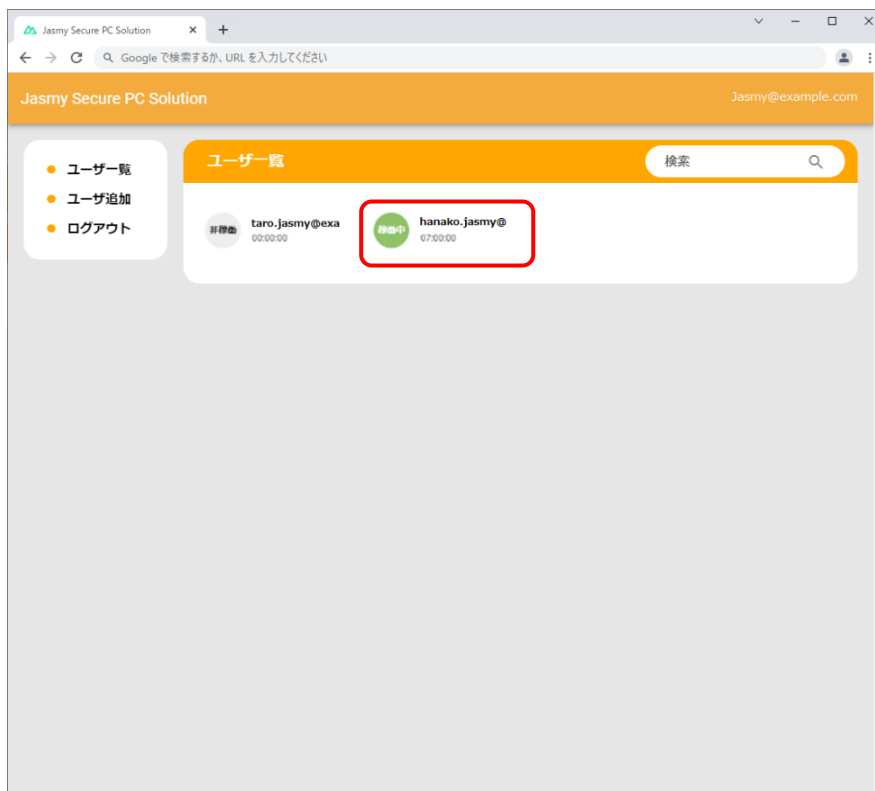 Jasmy Secure PC Solution
Google で検索するか、URL を入力してください
Jasmy Secure PC Solution
Jasmy@example.com
ユーザー覧
ユーザ追加
ログアウト
ユーザー覧
検索
非稼働
taro.jasmy@exa
00:00:00
稼働中
hanako.jasmy@
07:00:00